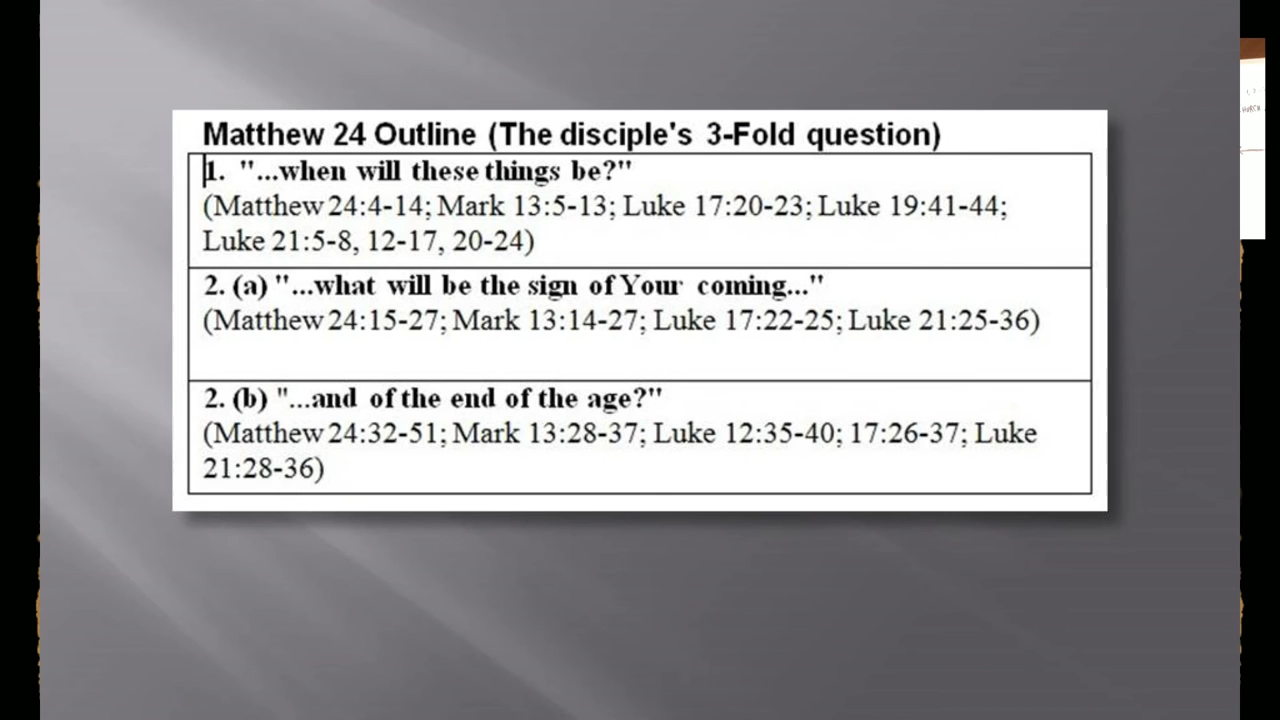 Matthew 24 Outline (The disciple's 3-Fold question)
1. "...when will these things be?"
(Matthew 24:4-14; Mark 13:5-13; Luke 17:20-23; Luke 19:41-44;
Luke 21:5-8, 12-17, 20-24)
2. (a) "...what will be the sign of Your coming..."
(Matthew 24:15-27; Mark 13:14-27; Luke 17:22-25; Luke 21:25-36)
2. (b) "...and of the end of the age?"
(Matthew 24:32-51; Mark 13:28-37; Luke 12:35-40; 17:26-37; Luke
21:28-36)